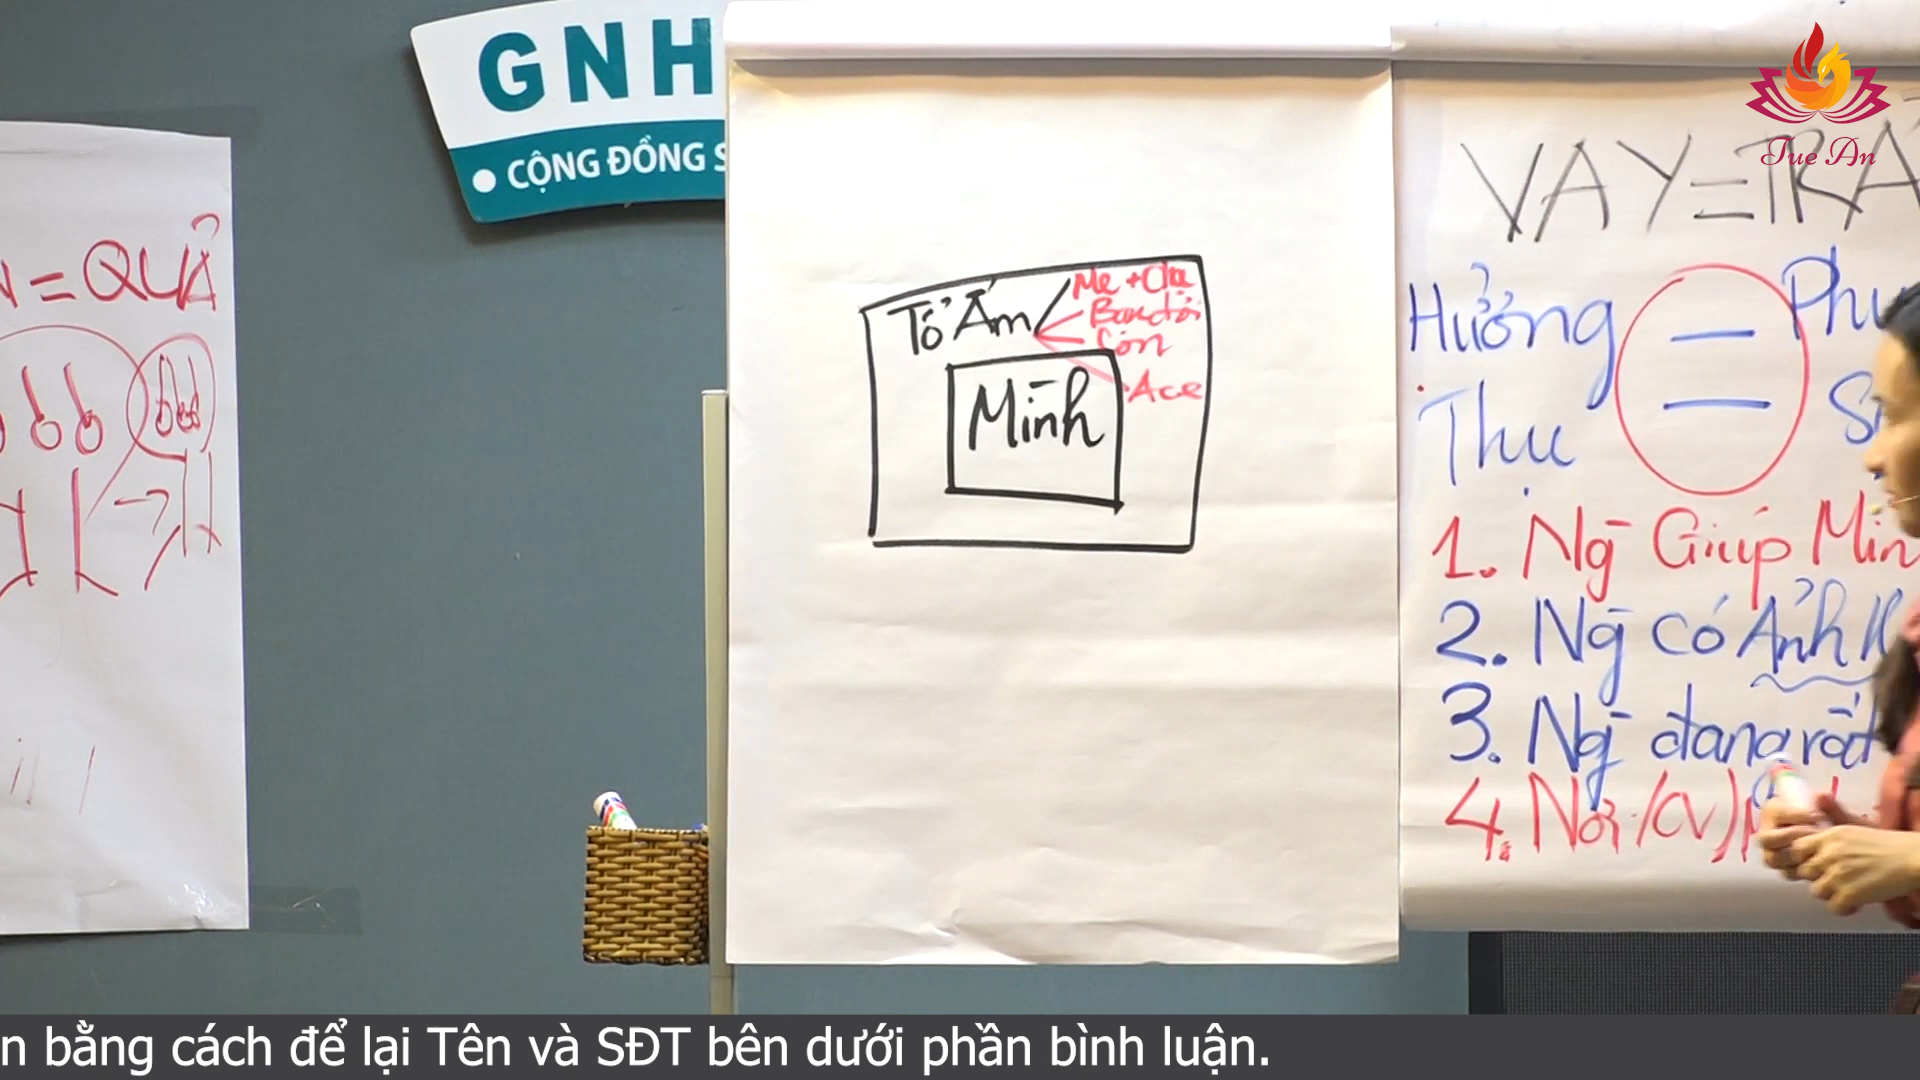 GNH
CỘNG ĐỒNG S
= QUẢ
Tổ Ấm
Mẹ + Cha
Bạn đời
Con
Ace
Mình
VAY = TRẢ
Hưởng
Thụ
1. Ng Giúp Mìn
2. Ng có Ảnh H
3. Ng đang rất
4. Nơi /(CV)
Tue An
n bằng cách để lại Tên và SĐT bên dưới phần bình luận.